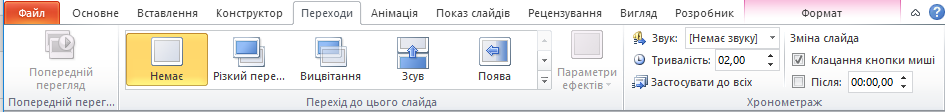 Файл Основне Вставлення Конструктор Переходи Анімація Показ слайдів Рецензування Вигляд Розробник Формат
Попередній перегляд
Попередній перег...
Немає Різкий пере... Вицвітання Зсув Поява
Параметри ефектів
Перехід до цього слайда
Звук: [Немає звуку]
Тривалість: 02,00
Застосувати до всіх
Зміна слайда
Клацання кнопки миші
Після: 00:00,00
Хронометраж